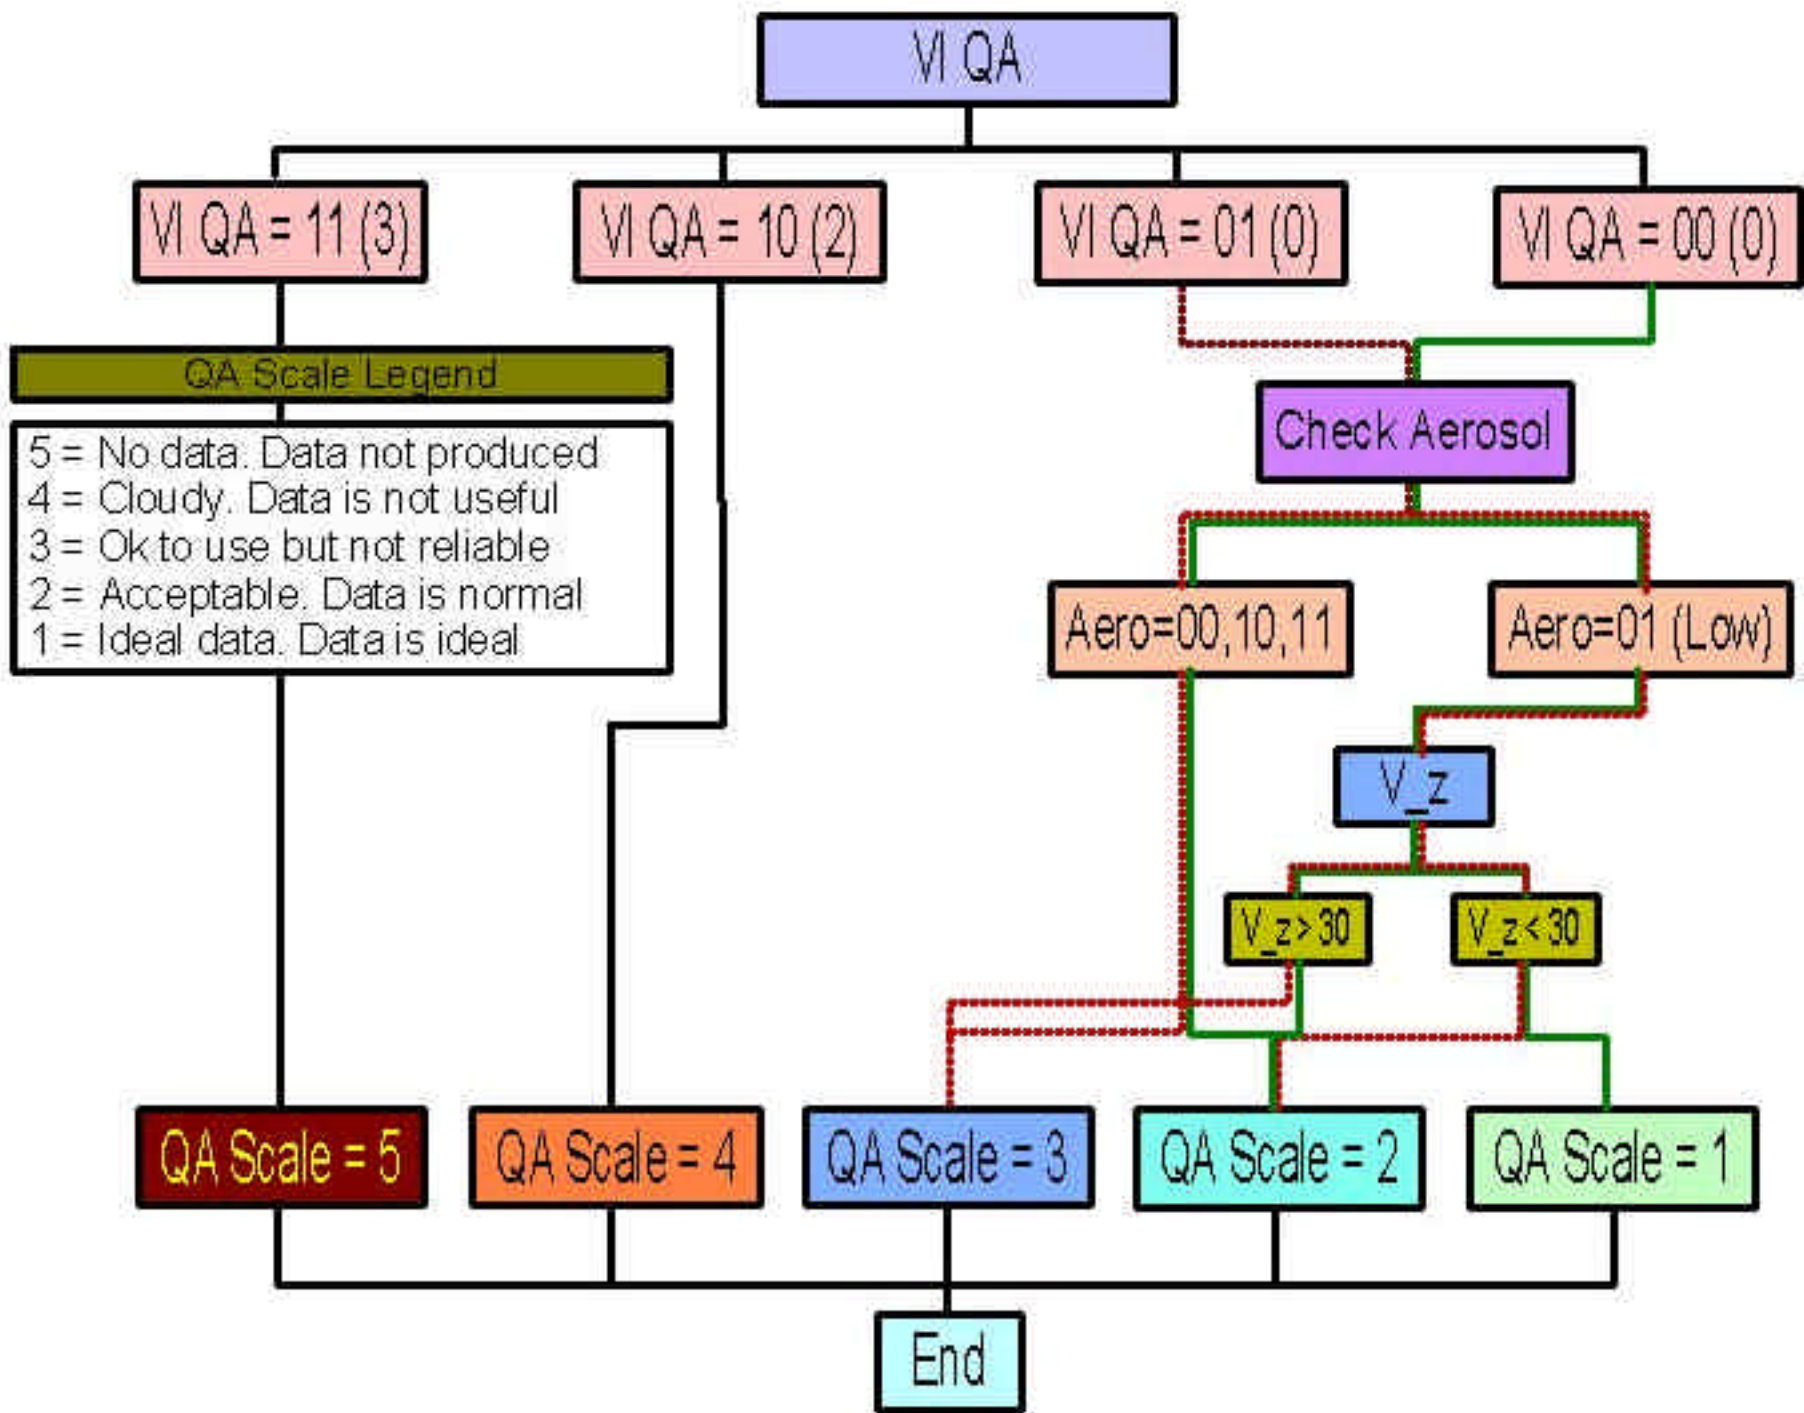 VI QA
VI QA = 11 (3)
VI QA = 10 (2)
VI QA = 01 (0)
VI QA = 00 (0)
QA Scale Legend
5 = No data. Data not produced
4 = Cloudy. Data is not useful
3 = Ok to use but not reliable
2 = Acceptable. Data is normal
1 = Ideal data. Data is ideal
Check Aerosol
Aero=00,10,11
Aero=01 (Low)
V_z
V_z > 30
V_z < 30
QA Scale = 5
QA Scale = 4
QA Scale = 3
QA Scale = 2
QA Scale = 1
End